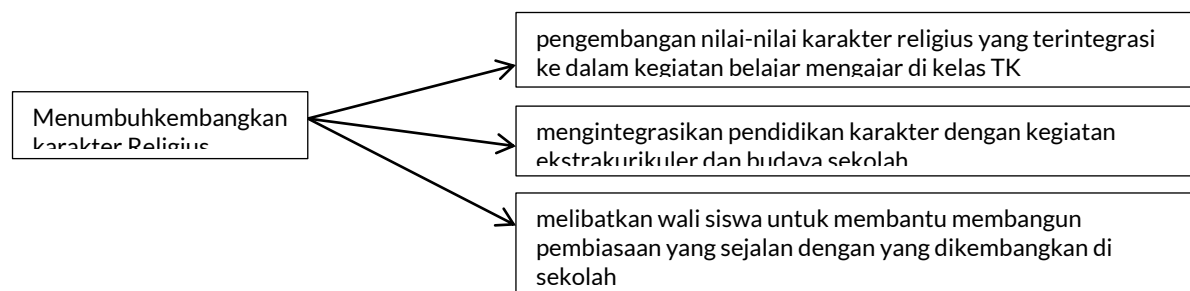 Menumbuhkembangkan
karakter Religius
pengembangan nilai-nilai karakter religius yang terintegrasi
ke dalam kegiatan belajar mengajar di kelas TK
mengintegrasikan pendidikan karakter dengan kegiatan
ekstrakurikuler dan budaya sekolah
melibatkan wali siswa untuk membantu membangun
pembiasaan yang sejalan dengan yang dikembangkan di
sekolah